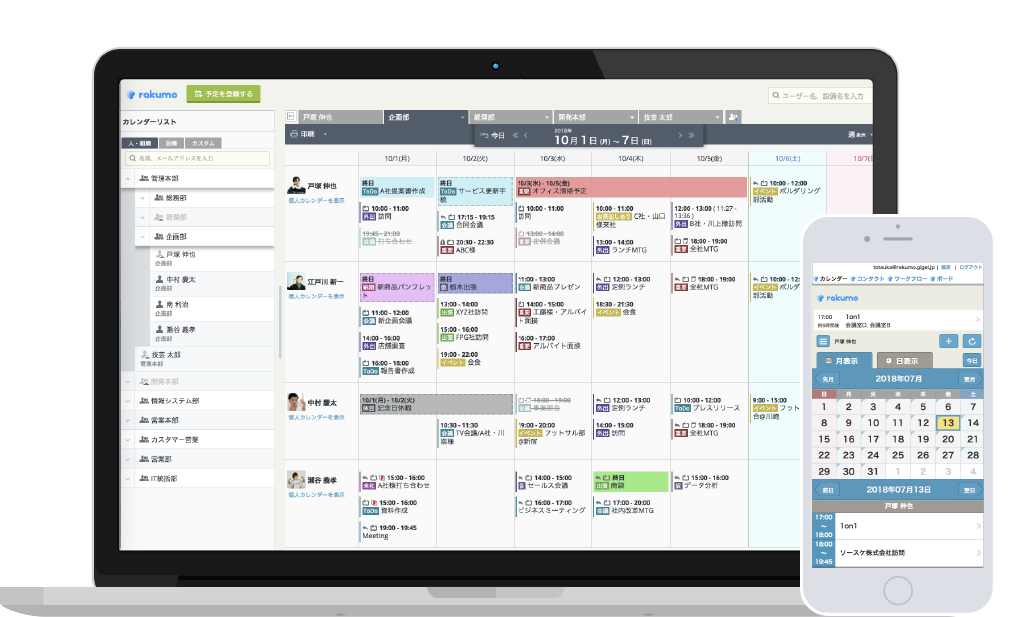 rakumo
予定を登録する
ユーザー名、設備名を入力
カレンダーリスト
人・組織 設備 カスタム
名様、メールアドレスを入力
管理本部
総務部
経理部
企画部
戸塚 伸也
企画部
中村 慶太
企画部
南 利治
企画部
瀬谷 義孝
企画部
技芸 太郎
管理本部
開発本部
情報システム部
営業本部
カスタマー営業
営業部
IT統括部
戸塚 伸也
企画部
経理部
開発本部
技芸 太郎
印刷
今日
2018年
10月1日(月)~7日(日)
週表示
10/1(月) 10/2(火) 10/3(水) 10/4(木) 10/5(金) 10/6(土) 10/7(日
戸塚 伸也
個人カレンダーを表示
終日
ToDo A社提案書作成
10:00 - 11:00
外出 訪問
19:45 - 21:00
会議 打ち合わせ
終日
ToDo サービス更新手続
17:15 - 19:15
会議 合同会議
20:30 - 22:30
重要 ABC様
10/3(水) - 10/5(金)
重要 オフィス清掃予定
10:00 - 11:00
訪問
13:00 - 14:00
重要 定例会議
10:00 - 11:00
お茶出しあり C社・山口様来社
13:00 - 14:00
外出 ランチMTG
12:00 - 13:00 (11:27 - 13:36)
外出 B社・川上様訪問
18:00 - 19:00
重要 全社MTG
10:00 - 12:00
イベント ボルダリング部活動
江戸川 新一
個人カレンダーを表示
終日
納期 新商品パンフレット
11:00 - 12:00
会議 新企画会議
14:00 - 16:00
外出 店舗調査
16:00 - 18:00
ToDo 報告書作成
終日
宿 栃木出張
13:00 - 14:00
出張 XYZ社訪問
15:00 - 16:00
出張 FPG社訪問
19:00 - 22:00
イベント 会食
11:00 - 13:00
会議 新商品プレゼン
14:00 - 15:00
重要 工藤様・アルバイト面接
16:00 - 17:00
重要 アルバイト面談
12:00 - 13:00
外出 定例ランチ
18:30 - 21:30
イベント 会食
18:00 - 19:00
重要 全社MTG
10:00 - 12:
イベント ボルダ
部活動
中村 慶太
個人カレンダーを表示
10/1(月) - 10/2(火)
外出 記念日休暇
10:30 - 11:30
会議 TV会議/A社・川底様
18:00 - 19:00
会議 事業部会
19:00 - 20:00
イベント フットサル部@新宿
12:00 - 13:00
外出 定例ランチ
14:00 - 15:00
外出 訪問
10:00 - 12:00
ToDo プレスリリース
18:00 - 19:00
重要 全社MTG
9:00 - 15:00
イベント フット
合@川崎
瀬谷 義孝
個人カレンダーを表示
15:00 - 16:00
来社 A社様打ち合わせ
15:00 - 16:00
ToDo 資料作成
19:00 - 19:45
Meeting
14:00 - 15:00
セールス会議
16:00 - 17:00
ビジネスミーティング
終日
出張 商談
17:00 - 20:00
会議 社内改革MTG
15:00 - 16:00
データ分析
totsuka@rakumo.gigei.jp | 設定 | ログアウト
カレンダー コンタクト ワークフロー ボード
rakumo
17:00 1on1
約5時間後 会議室D, 会議室B
戸塚 伸也
月表示 日表示 今日
先月 2018年07月 翌月
日 月 火 水 木 金 土
1 2 3 4 5 6 7
8 9 10 11 12 13 14
15 16 17 18 19 20 21
22 23 24 25 26 27 28
29 30 31 1 2 3 4
前日 2018年07月13日 翌日
戸塚 伸也
17:00
~
18:00
1on1
18:00
~
19:45
ソースケ株式会社訪問